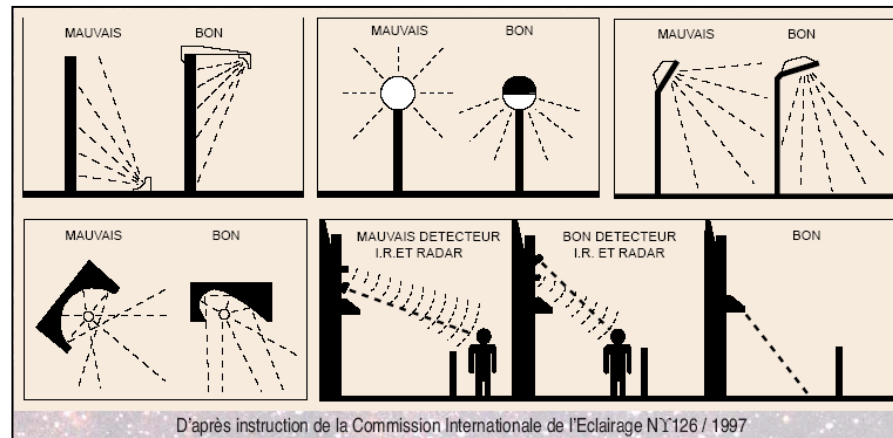 MAUVAIS BON
MAUVAIS BON
MAUVAIS BON
MAUVAIS BON
MAUVAIS DETECTEUR
I.R.ET RADAR
BON DETECTEUR
I.R. ET RADAR
BON
D'après instruction de la Commission Internationale de l'Eclairage Nϒ126 / 1997